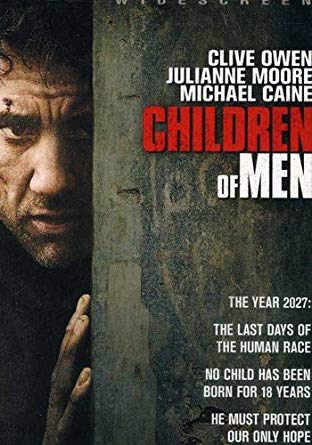 WIDESCREEN
CLIVE OWEN
JULIANNE MOORE
MICHAEL CAINE
CHILDREN
OF MEN
THE YEAR 2027:
THE LAST DAYS OF
THE HUMAN RACE
NO CHILD HAS BEEN
BORN FOR 18 YEARS
HE MUST PROTECT
OUR ONLY HOPE